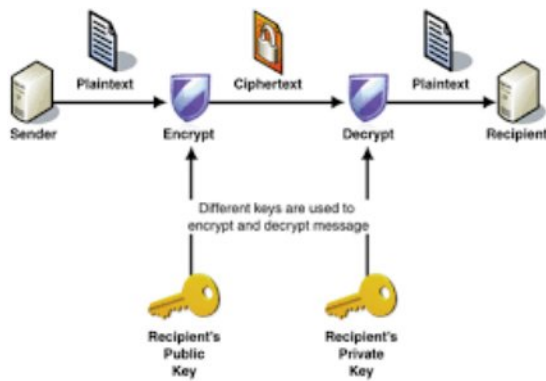 Plaintext
Ciphertext
Plaintext
Sender
Encrypt
Decrypt
Recipient
Different keys are used to
encrypt and decrypt message
Recipient's
Public
Key
Recipient's
Private
Key